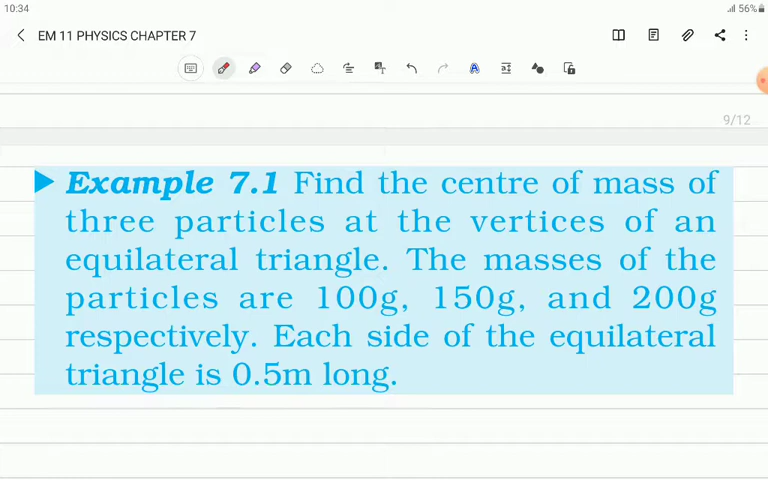 10:34
56%
EM 11 PHYSICS CHAPTER 7
9/12
Example 7.1 Find the centre of mass of
three particles at the vertices of an
equilateral triangle. The masses of the
particles are 100g, 150g, and 200g
respectively. Each side of the equilateral
triangle is 0.5m long.